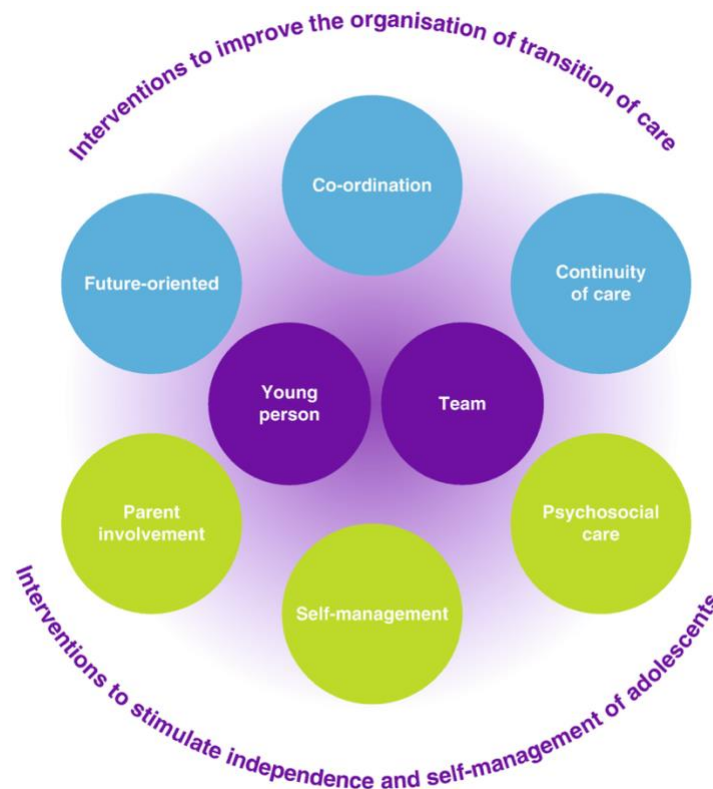 Interventions to improve the organisation of transition of care
Co-ordination
Future-oriented
Continuity
of care
Young
person
Team
Parent
involvement
Psychosocial
care
Self-management
Interventions to stimulate independence and self-management of adolescents